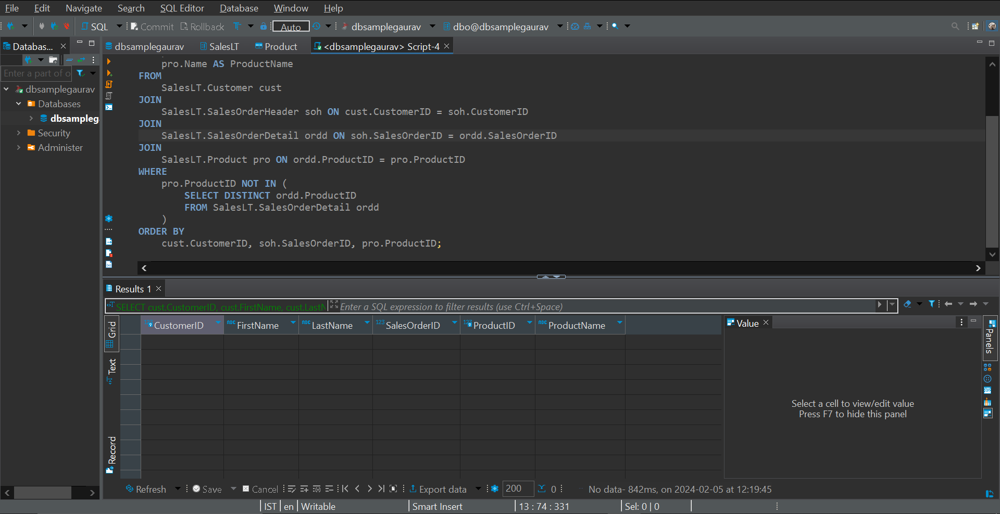 File Edit Navigate Search SQL Editor Database Window Help
SQL Commit Rollback Auto dbsamplegaurav dbo@dbsamplegaurav
Databas... dbsamplegaurav SalesLT Product <dbsamplegaurav> Script-4
Enter a part of o
dbsamplegaurav
Databases
dbsampleg
Security
Administer
pro.Name AS ProductName
FROM
SalesLT.Customer cust
JOIN
SalesLT.SalesOrderHeader soh ON cust.CustomerID = soh.CustomerID
JOIN
SalesLT.SalesOrderDetail ordd ON soh.SalesOrderID = ordd.SalesOrderID
JOIN
SalesLT.Product pro ON ordd.ProductID = pro.ProductID
WHERE
pro.ProductID NOT IN (
SELECT DISTINCT ordd.ProductID
FROM SalesLT.SalesOrderDetail ordd
)
ORDER BY
cust.CustomerID, soh.SalesOrderID, pro.ProductID;
Results 1
SELECT cust.CustomerID, cust.FirstName, cust.LastN Enter a SQL expression to filter results (use Ctrl+Space)
Grid
Text
Record
CustomerID FirstName LastName SalesOrderID ProductID ProductName
Value
Panels
Select a cell to view/edit value
Press F7 to hide this panel
Refresh Save Cancel Export data 200 0 No data- 842ms, on 2024-02-05 at 12:19:45
IST en Writable Smart Insert 13 : 74 : 331 Sel: 0 | 0